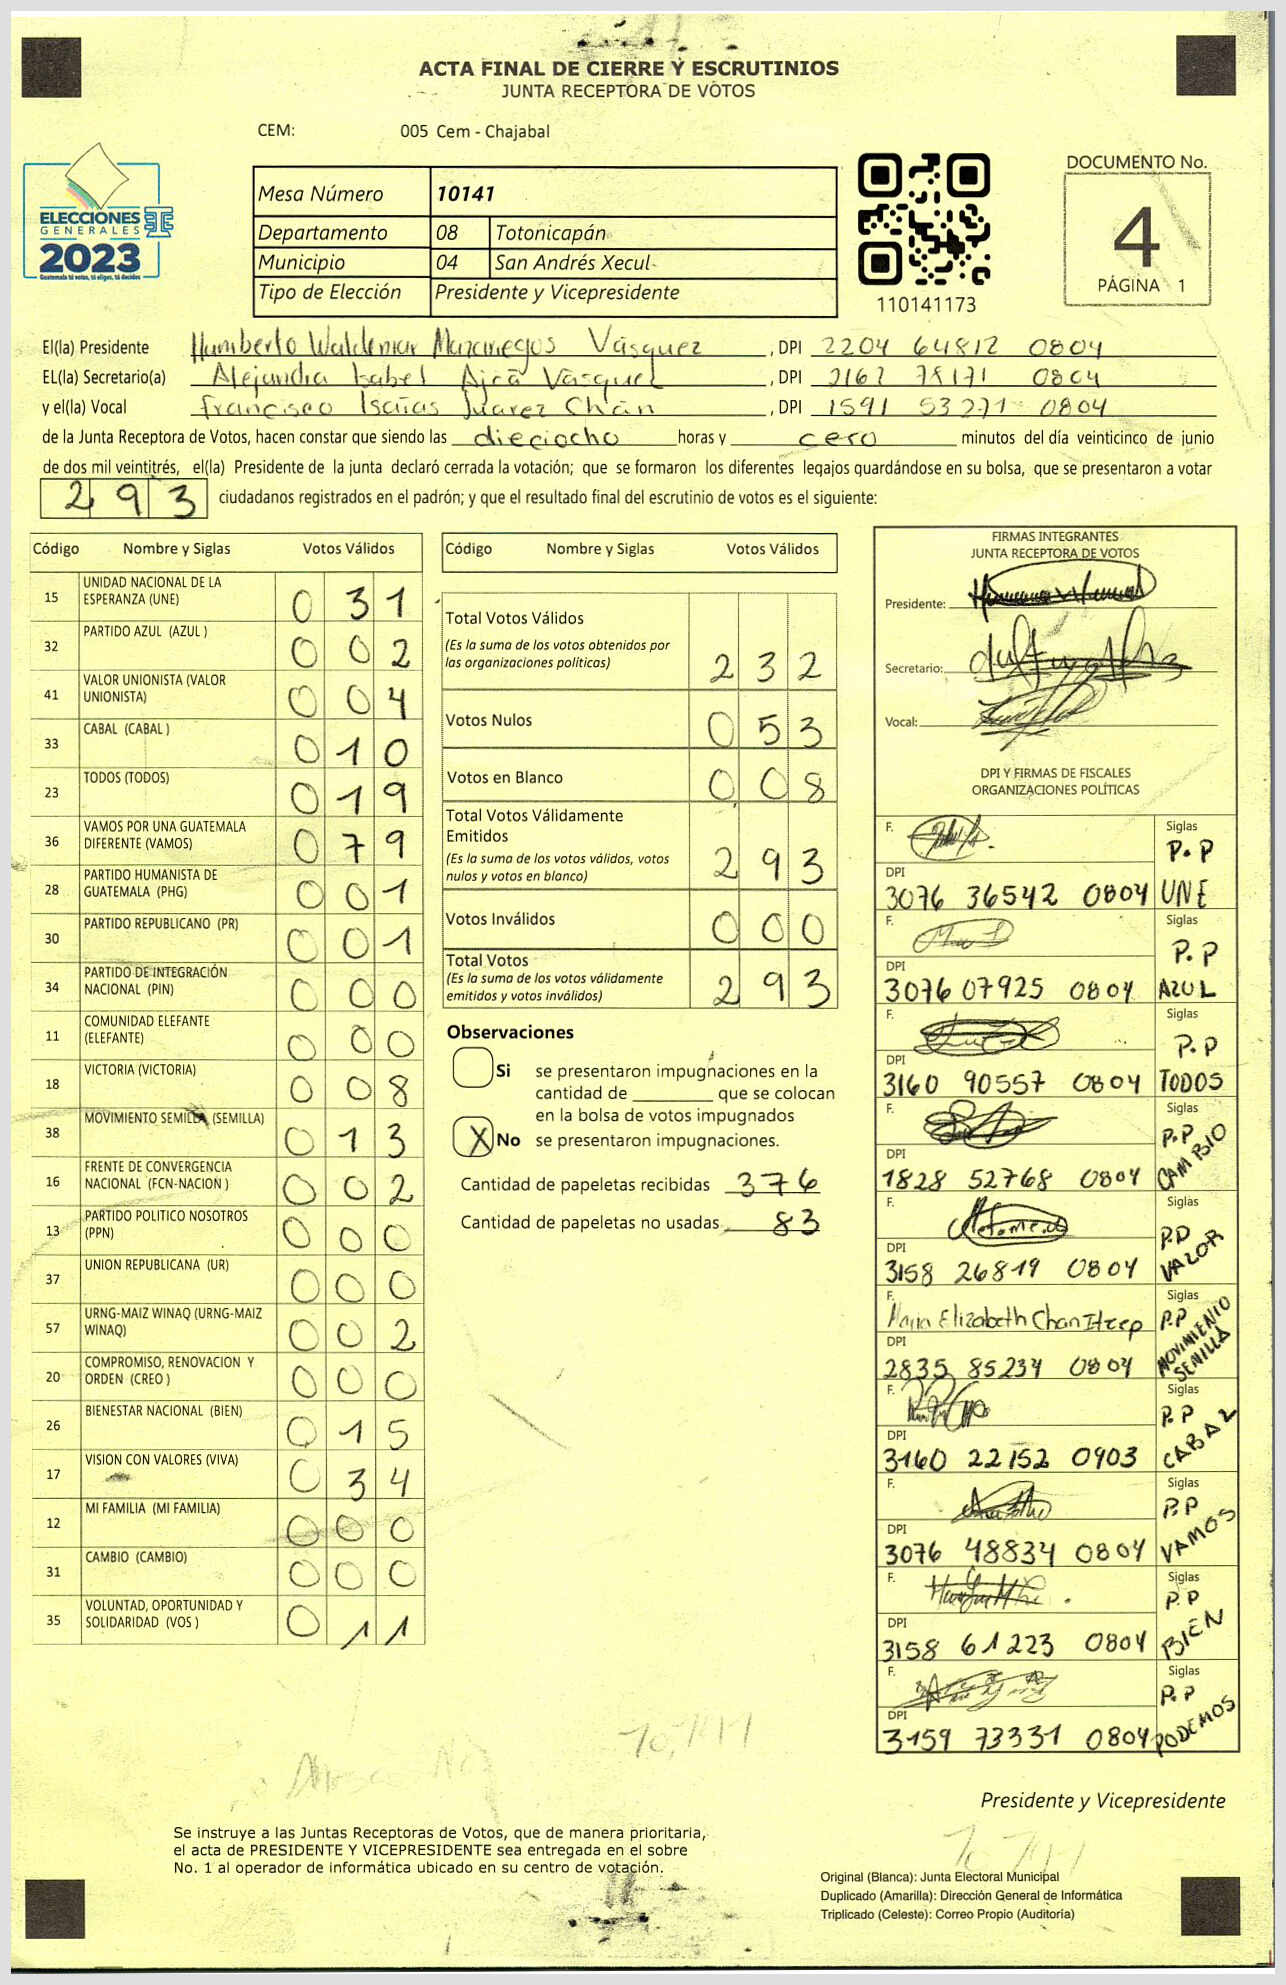 ACTA FINAL DE CIERRE Y ESCRUTINIOS
JUNTA RECEPTORA DE VOTOS
CEM: 005 Cem - Chajabal
ELECCIONES
GENERALES
2023
Guatemala tú votas, tú eliges, tú decides
Mesa Número 10141
Departamento 08 Totonicapán
Municipio 04 San Andrés Xecul
Tipo de Elección Presidente y Vicepresidente
110141173
DOCUMENTO No.
4
PÁGINA 1
El(la) Presidente Humberto Waldemar Mazariegos Vásquez, DPI 2204 64812 0804
EL(la) Secretario(a) Alejandra Isabel Ajcá Vásquez, DPI 2162 78171 0804
y el(la) Vocal Francisco Isaías Juárez Chán, DPI 1591 53271 0804
de la Junta Receptora de Votos, hacen constar que siendo las dieciocho horas y cero minutos del día veinticinco de junio
de dos mil veintitrés, el(la) Presidente de la junta declaró cerrada la votación; que se formaron los diferentes legajos guardándose en su bolsa, que se presentaron a votar
293 ciudadanos registrados en el padrón; y que el resultado final del escrutinio de votos es el siguiente:
Código Nombre y Siglas Votos Válidos
15 UNIDAD NACIONAL DE LA ESPERANZA (UNE) 0 3 1
32 PARTIDO AZUL (AZUL ) 0 0 2
41 VALOR UNIONISTA (VALOR UNIONISTA) 0 0 4
33 CABAL (CABAL ) 0 1 0
23 TODOS (TODOS) 0 1 9
36 VAMOS POR UNA GUATEMALA DIFERENTE (VAMOS) 0 7 9
28 PARTIDO HUMANISTA DE GUATEMALA (PHG) 0 0 1
30 PARTIDO REPUBLICANO (PR) 0 0 1
34 PARTIDO DE INTEGRACIÓN NACIONAL (PIN) 0 0 0
11 COMUNIDAD ELEFANTE (ELEFANTE) 0 0 0
18 VICTORIA (VICTORIA) 0 0 8
38 MOVIMIENTO SEMILLA (SEMILLA) 0 1 3
16 FRENTE DE CONVERGENCIA NACIONAL (FCN-NACION ) 0 0 2
13 PARTIDO POLITICO NOSOTROS (PPN) 0 0 0
37 UNION REPUBLICANA (UR) 0 0 0
57 URNG-MAIZ WINAQ (URNG-MAIZ WINAQ) 0 0 2
20 COMPROMISO, RENOVACION Y ORDEN (CREO ) 0 0 0
26 BIENESTAR NACIONAL (BIEN) 0 1 5
17 VISION CON VALORES (VIVA) 0 3 4
12 MI FAMILIA (MI FAMILIA) 0 0 0
31 CAMBIO (CAMBIO) 0 0 0
35 VOLUNTAD, OPORTUNIDAD Y SOLIDARIDAD (VOS ) 0 1 1
Código Nombre y Siglas Votos Válidos
Total Votos Válidos
(Es la suma de los votos obtenidos por
las organizaciones políticas) 2 3 2
Votos Nulos 0 5 3
Votos en Blanco 0 0 8
Total Votos Válidamente
Emitidos
(Es la suma de los votos válidos, votos
nulos y votos en blanco) 2 9 3
Votos Inválidos 0 0 0
Total Votos
(Es la suma de los votos válidamente
emitidos y votos inválidos) 2 9 3
Observaciones
Si se presentaron impugnaciones en la
cantidad de ________ que se colocan
en la bolsa de votos impugnados
X No se presentaron impugnaciones.
Cantidad de papeletas recibidas 376
Cantidad de papeletas no usadas 83
FIRMAS INTEGRANTES
JUNTA RECEPTORA DE VOTOS
Presidente:
Secretario:
Vocal:
DPI Y FIRMAS DE FISCALES
ORGANIZACIONES POLÍTICAS
F. Siglas
P.P
DPI
3076 36542 0804 UNE
F. Siglas
P.P
DPI
3076 07925 0804 AZUL
F. Siglas
P.P
DPI
3160 90557 0804 TODOS
F. Siglas
P.P
DPI
1828 52768 0804 CAMBIO
F. Siglas
P.P
DPI
3158 26819 0804 VALOR
F. Siglas
María Elizabeth Chan Itzep P.P
DPI
2835 85234 0804 MOVIMIENTO SEMILLA
F. Siglas
P.P
DPI
3160 22152 0903 CABAL
F. Siglas
P.P
DPI
3076 48834 0804 VAMOS
F. Siglas
P.P
DPI
3158 61223 0804 BIEN
F. Siglas
P.P
DPI
3159 73331 0804 PODEMOS
Presidente y Vicepresidente
Se instruye a las Juntas Receptoras de Votos, que de manera prioritaria,
el acta de PRESIDENTE Y VICEPRESIDENTE sea entregada en el sobre
No. 1 al operador de informática ubicado en su centro de votación.
Original (Blanca): Junta Electoral Municipal
Duplicado (Amarilla): Dirección General de Informática
Triplicado (Celeste): Correo Propio (Auditoría)